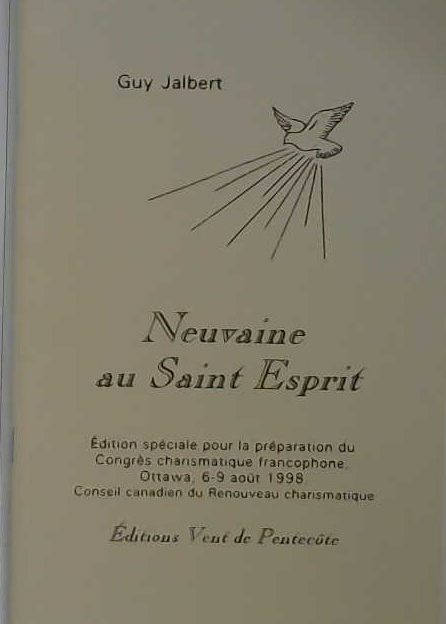 Guy Jalbert
Neuvaine
au Saint Esprit
Édition spéciale pour la préparation du
Congrès charismatique francophone,
Ottawa, 6-9 août 1998
Conseil canadien du Renouveau charismatique
Éditions Vent de Pentecôte